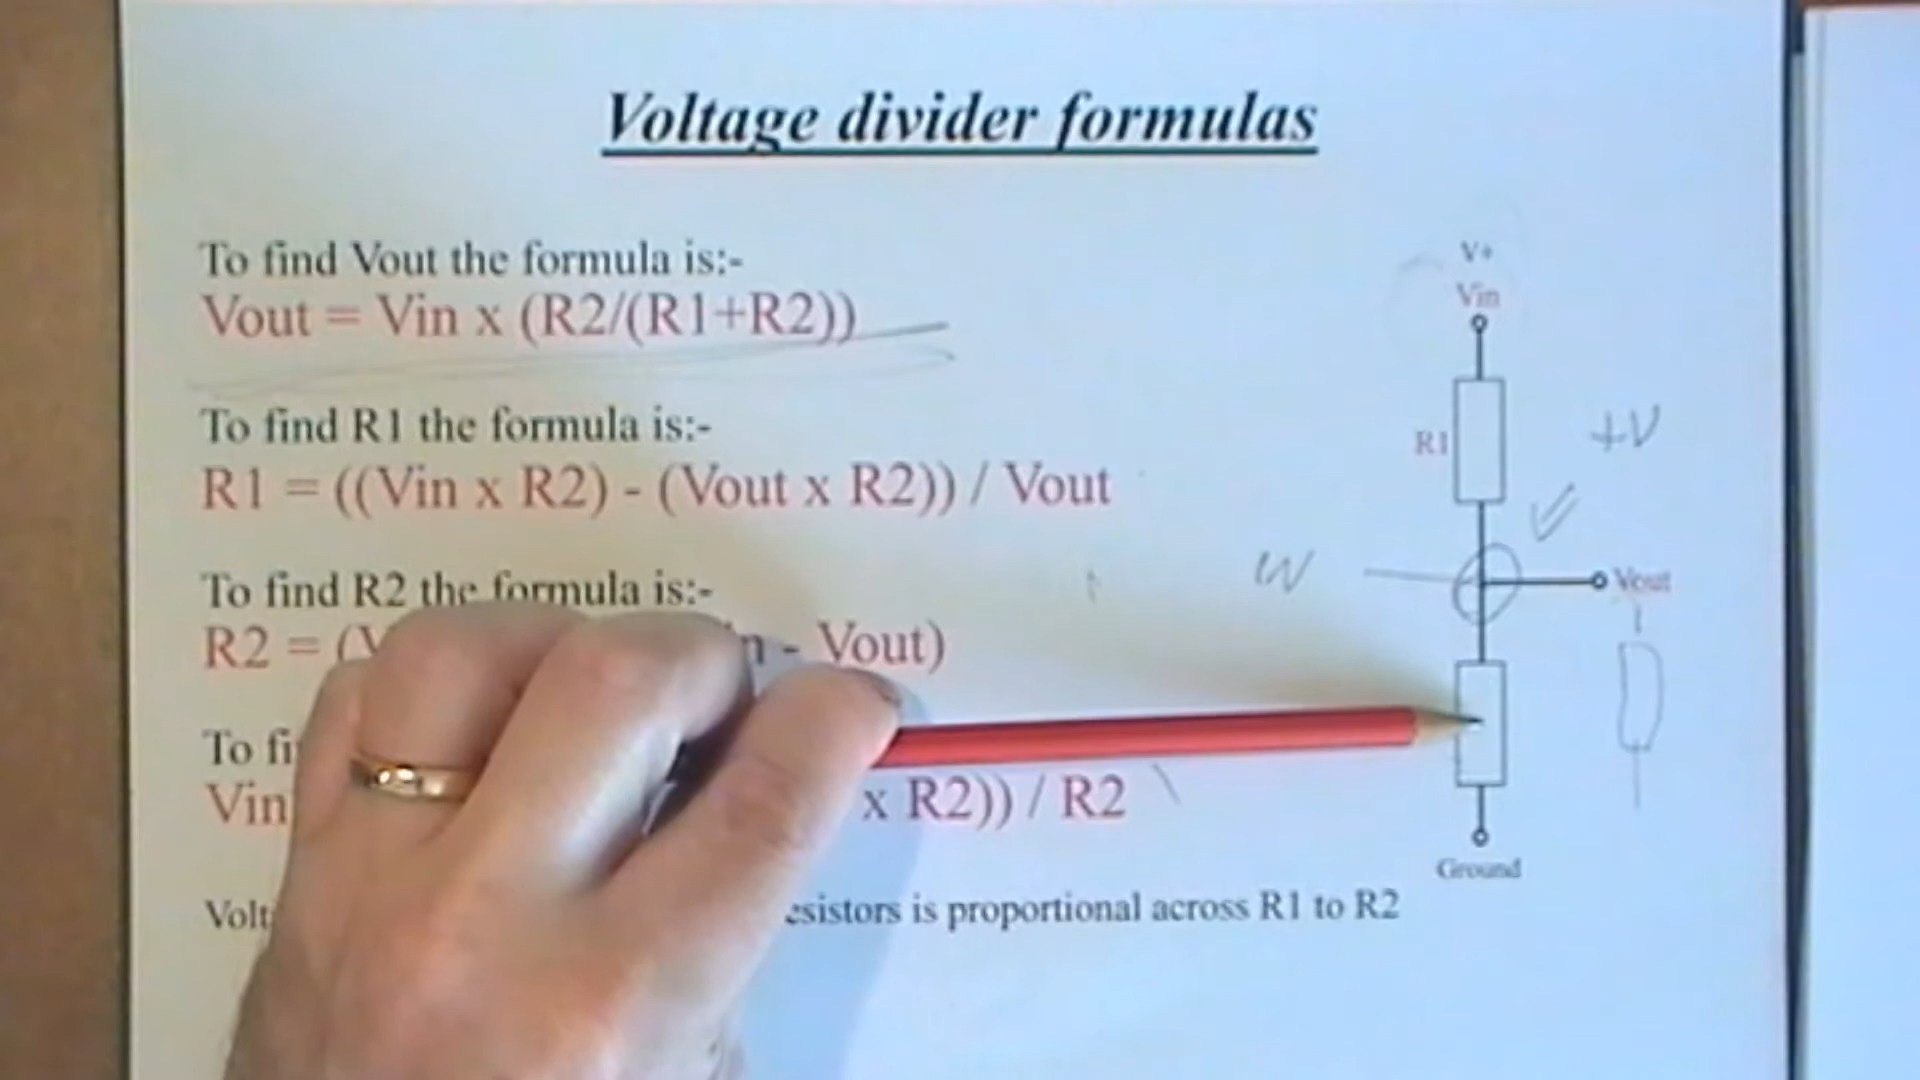 Voltage divider formulas
To find Vout the formula is:-
Vout = Vin x (R2/(R1+R2))
To find R1 the formula is:-
R1 = ((Vin x R2) - (Vout x R2)) / Vout
To find R2 the formula is:-
R2 = (V n - Vout)
To fi
Vin x R2)) / R2
Volt esistors is proportional across R1 to R2
V+
Vin
R1
+V
Vout
Ground